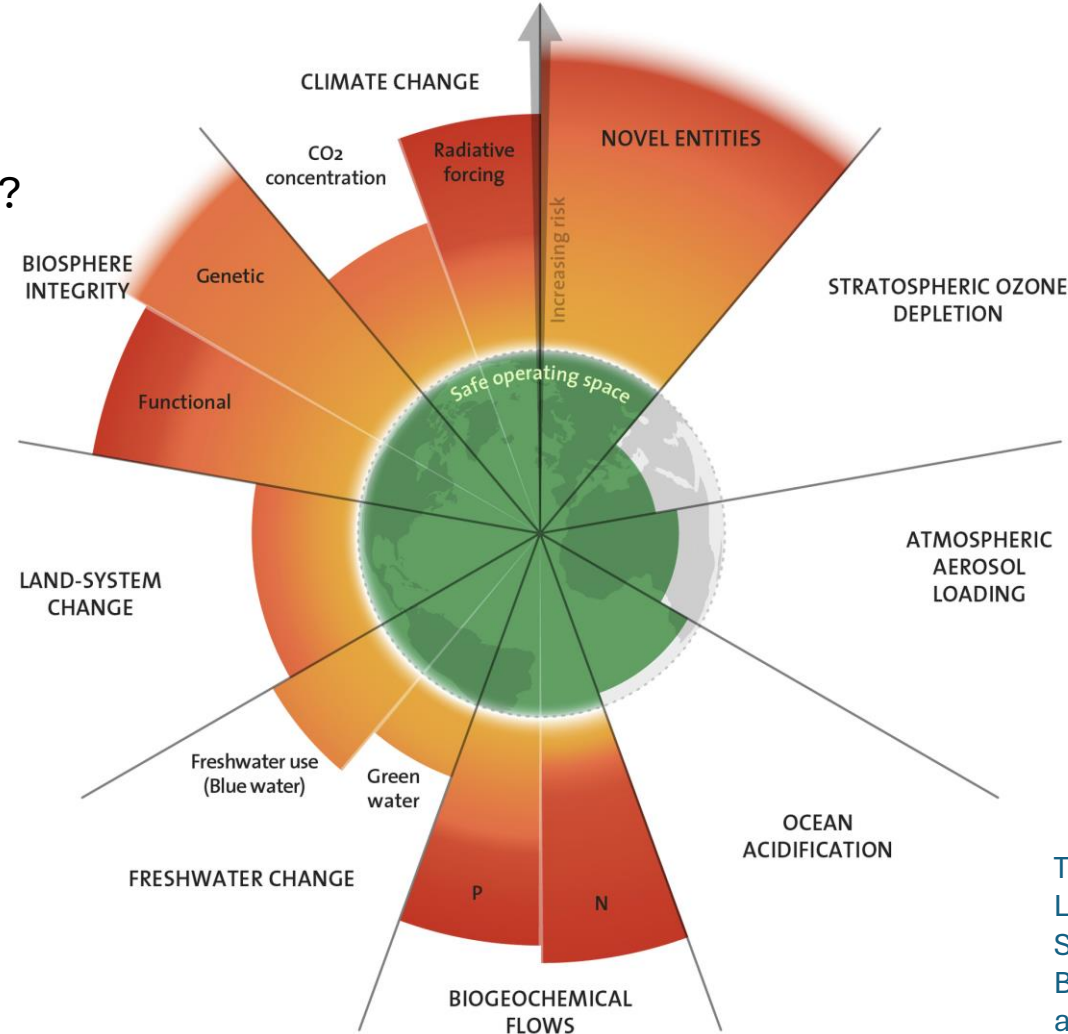 CLIMATE CHANGE
CO2
concentration
Radiative
forcing
NOVEL ENTITIES
Increasing risk
?
BIOSPHERE
INTEGRITY
Genetic
Functional
STRATOSPHERIC OZONE
DEPLETION
Safe operating space
ATMOSPHERIC
AEROSOL
LOADING
LAND-SYSTEM
CHANGE
Freshwater use
(Blue water)
Green
water
FRESHWATER CHANGE
OCEAN
ACIDIFICATION
P
N
BIOGEOCHEMICAL
FLOWS
T
L
S
B
a